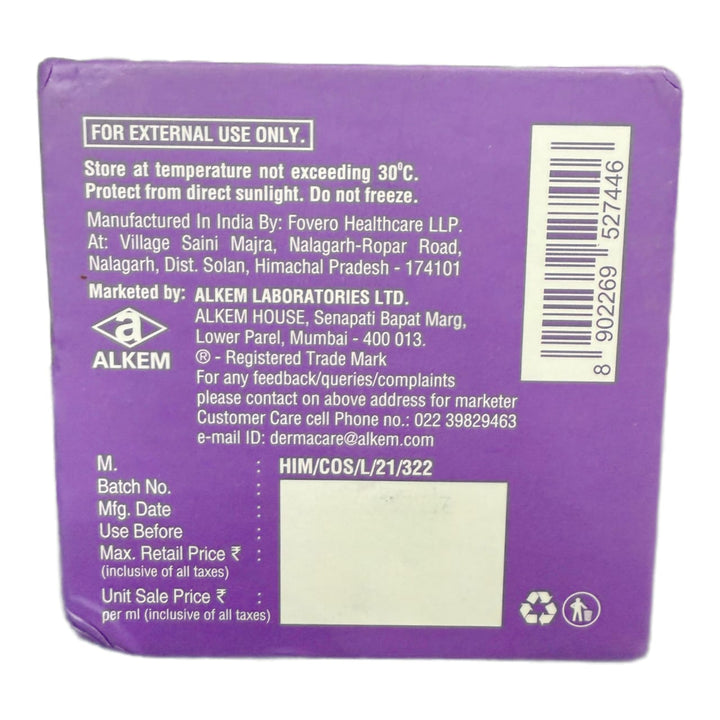 FOR EXTERNAL USE ONLY.
Store at temperature not exceeding 30°C.
Protect from direct sunlight. Do not freeze.
Manufactured In India By: Fovero Healthcare LLP.
At: Village Saini Majra, Nalagarh-Ropar Road,
Nalagarh, Dist. Solan, Himachal Pradesh - 174101
Marketed by: ALKEM LABORATORIES LTD.
ALKEM HOUSE, Senapati Bapat Marg,
Lower Parel, Mumbai - 400 013.
® - Registered Trade Mark
For any feedback/queries/complaints
please contact on above address for marketer
Customer Care cell Phone no.: 022 39829463
e-mail ID: dermacare@alkem.com
a
ALKEM
M. : HIM/COS/L/21/322
Batch No. :
Mfg. Date :
Use Before :
Max. Retail Price ₹ :
(inclusive of all taxes)
Unit Sale Price ₹ :
per ml (inclusive of all taxes)
8 902269 527446